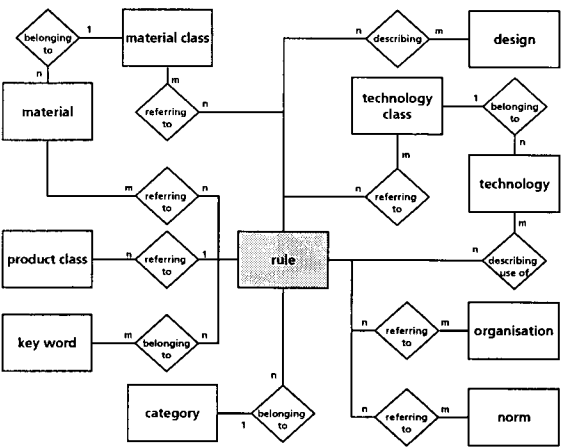 belonging
to
1
material class
n
describing
m
design
n
m
material
referring
to
n
technology
class
1
belonging
to
m
n
m
referring
to
n
n
referring
to
technology
m
product class
n
referring
to
1
rule
n
describing
use of
key word
m
belonging
to
n
n
referring
to
m
organisation
n
category
1
belonging
to
n
referring
to
m
norm